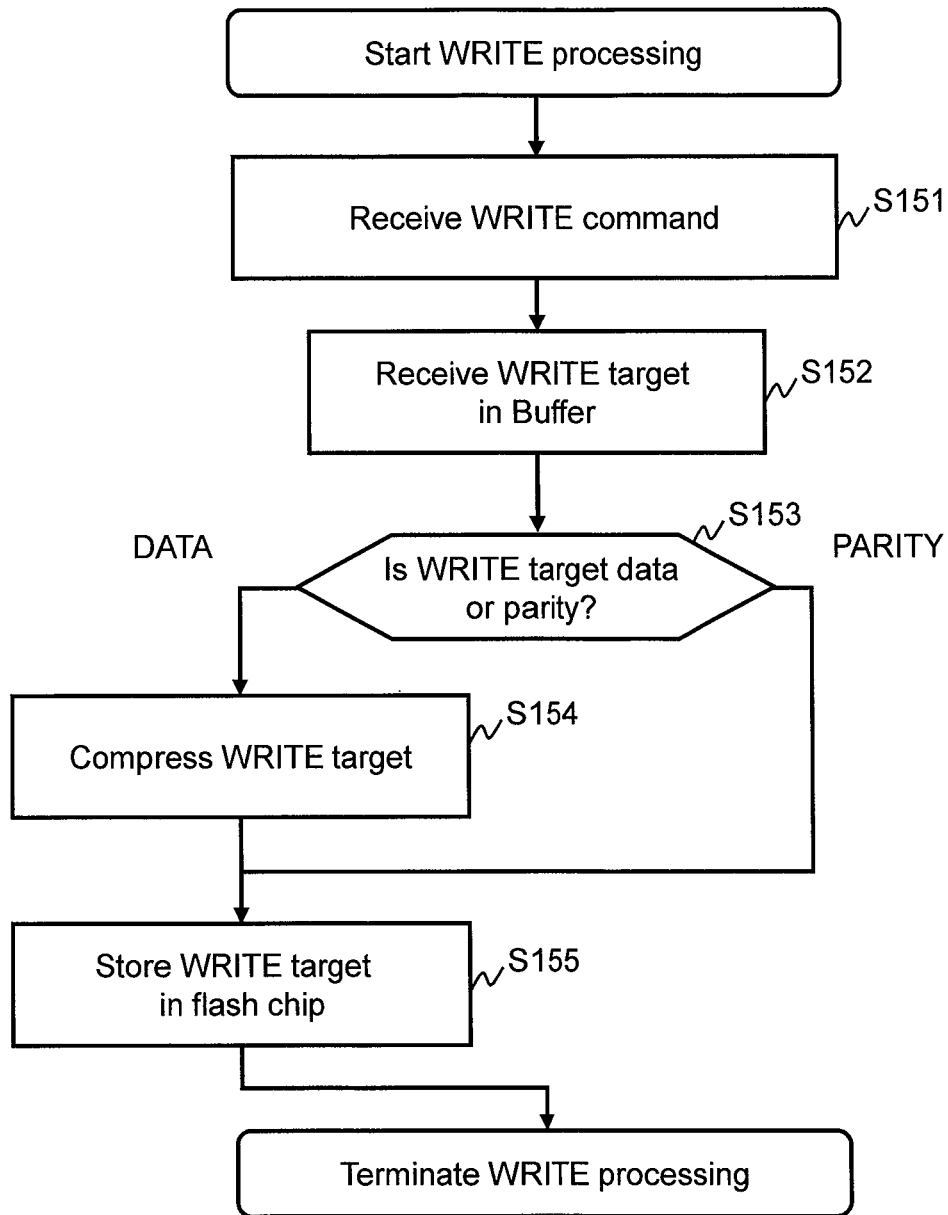 Start WRITE processing
Receive WRITE command
S151
Receive WRITE target
in Buffer
S152
S153
DATA
PARITY
Is WRITE target data
or parity?
S154
Compress WRITE target
Store WRITE target
in flash chip
S155
Terminate WRITE processing